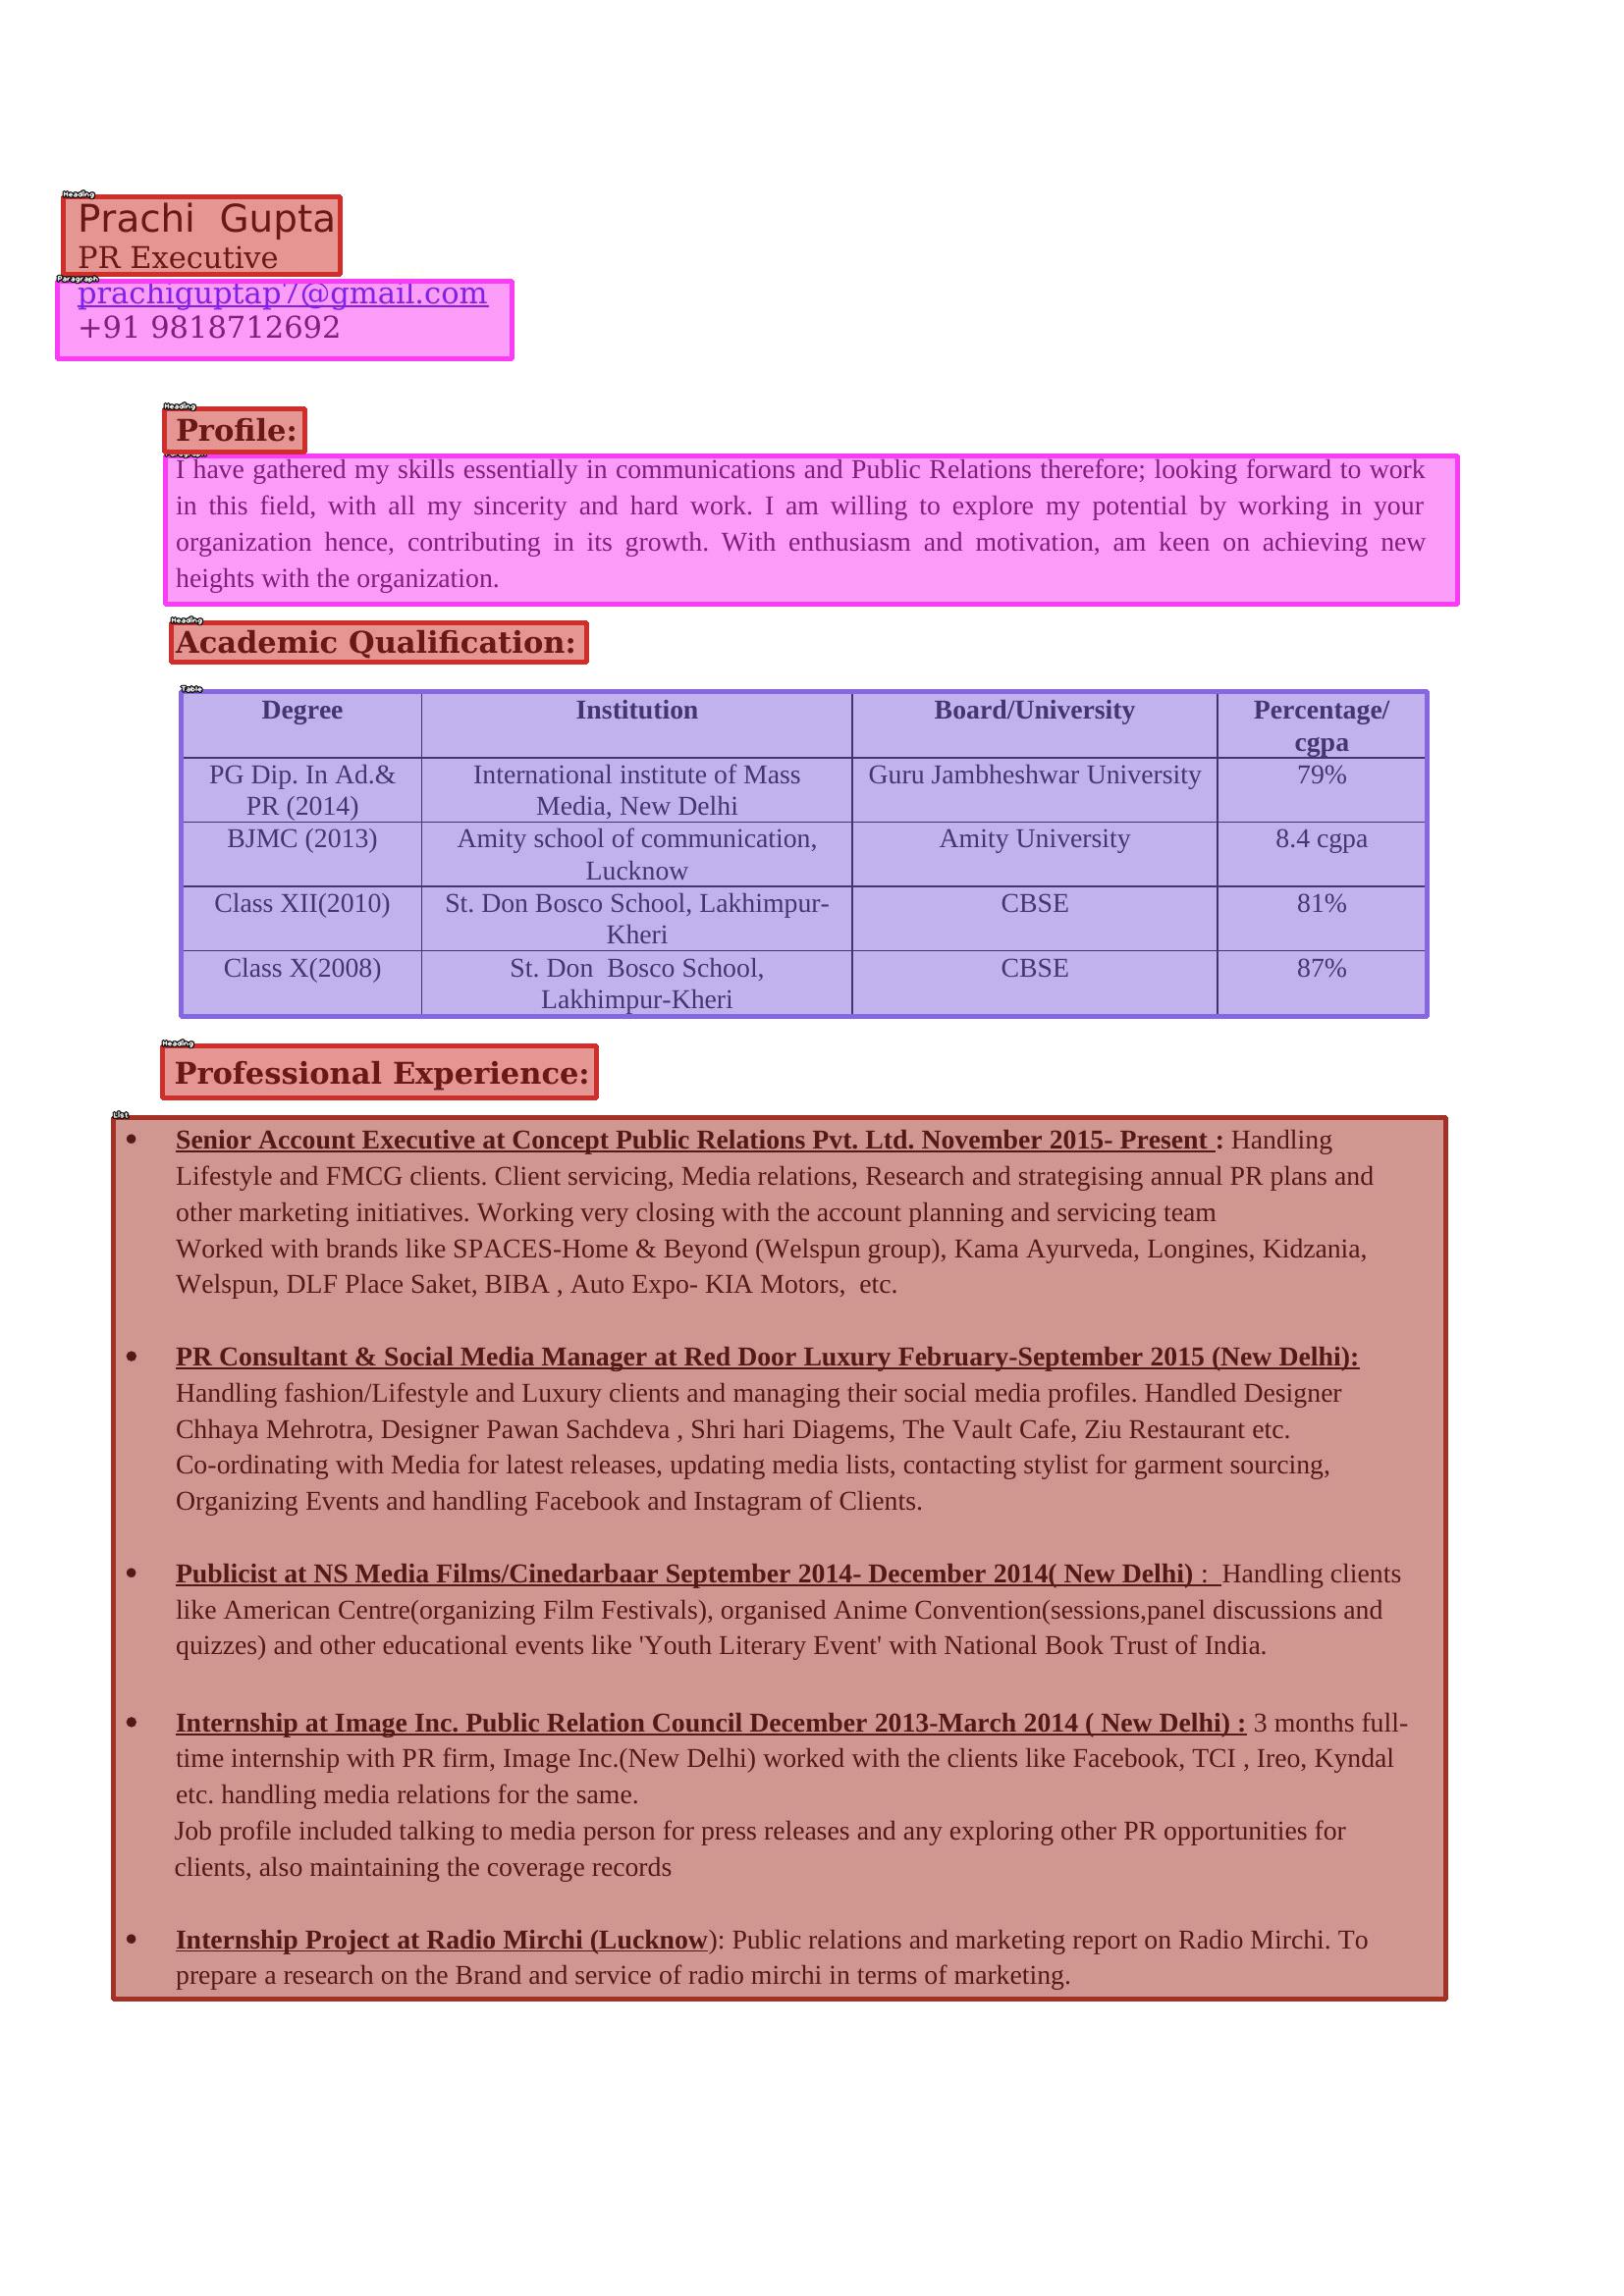 Heading
Prachi  Gupta
PR Executive
Paragraph
prachiguptap7@gmail.com
+91 9818712692
Heading
Profile:
Paragraph
I have gathered my skills essentially in communications and Public Relations therefore; looking forward to work
in this field, with all my sincerity and hard work. I am willing to explore my potential by working in your
organization hence, contributing in its growth. With enthusiasm and motivation, am keen on achieving new
heights with the organization.
Heading
Academic Qualification:
Table
Degree Institution Board/University Percentage/
cgpa
PG Dip. In Ad.& International institute of Mass Guru Jambheshwar University 79%
PR (2014) Media, New Delhi
BJMC (2013) Amity school of communication, Amity University 8.4 cgpa
Lucknow
Class XII(2010) St. Don Bosco School, Lakhimpur- CBSE 81%
Kheri
Class X(2008) St. Don  Bosco School, CBSE 87%
Lakhimpur-Kheri
Heading
Professional Experience:
List
• Senior Account Executive at Concept Public Relations Pvt. Ltd. November 2015- Present : Handling
Lifestyle and FMCG clients. Client servicing, Media relations, Research and strategising annual PR plans and
other marketing initiatives. Working very closing with the account planning and servicing team
Worked with brands like SPACES-Home & Beyond (Welspun group), Kama Ayurveda, Longines, Kidzania,
Welspun, DLF Place Saket, BIBA , Auto Expo- KIA Motors,  etc.
• PR Consultant & Social Media Manager at Red Door Luxury February-September 2015 (New Delhi):
Handling fashion/Lifestyle and Luxury clients and managing their social media profiles. Handled Designer
Chhaya Mehrotra, Designer Pawan Sachdeva , Shri hari Diagems, The Vault Cafe, Ziu Restaurant etc.
Co-ordinating with Media for latest releases, updating media lists, contacting stylist for garment sourcing,
Organizing Events and handling Facebook and Instagram of Clients.
• Publicist at NS Media Films/Cinedarbaar September 2014- December 2014( New Delhi) :  Handling clients
like American Centre(organizing Film Festivals), organised Anime Convention(sessions,panel discussions and
quizzes) and other educational events like 'Youth Literary Event' with National Book Trust of India.
• Internship at Image Inc. Public Relation Council December 2013-March 2014 ( New Delhi) : 3 months full-
time internship with PR firm, Image Inc.(New Delhi) worked with the clients like Facebook, TCI , Ireo, Kyndal
etc. handling media relations for the same.
Job profile included talking to media person for press releases and any exploring other PR opportunities for
clients, also maintaining the coverage records
• Internship Project at Radio Mirchi (Lucknow): Public relations and marketing report on Radio Mirchi. To
prepare a research on the Brand and service of radio mirchi in terms of marketing.